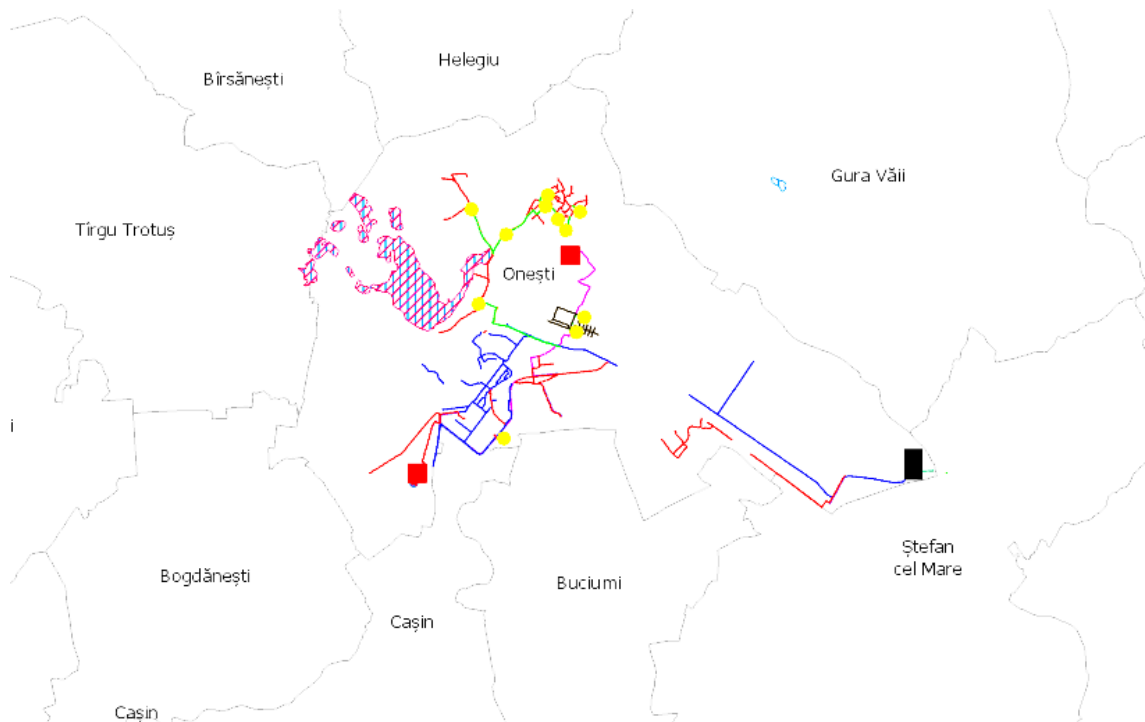 Helegiu
Bîrsănești
Gura Văii
Tîrgu Trotuș
Onești
i
Ștefan
cel Mare
Bogdănești
Buciumi
Cașin
Cașin